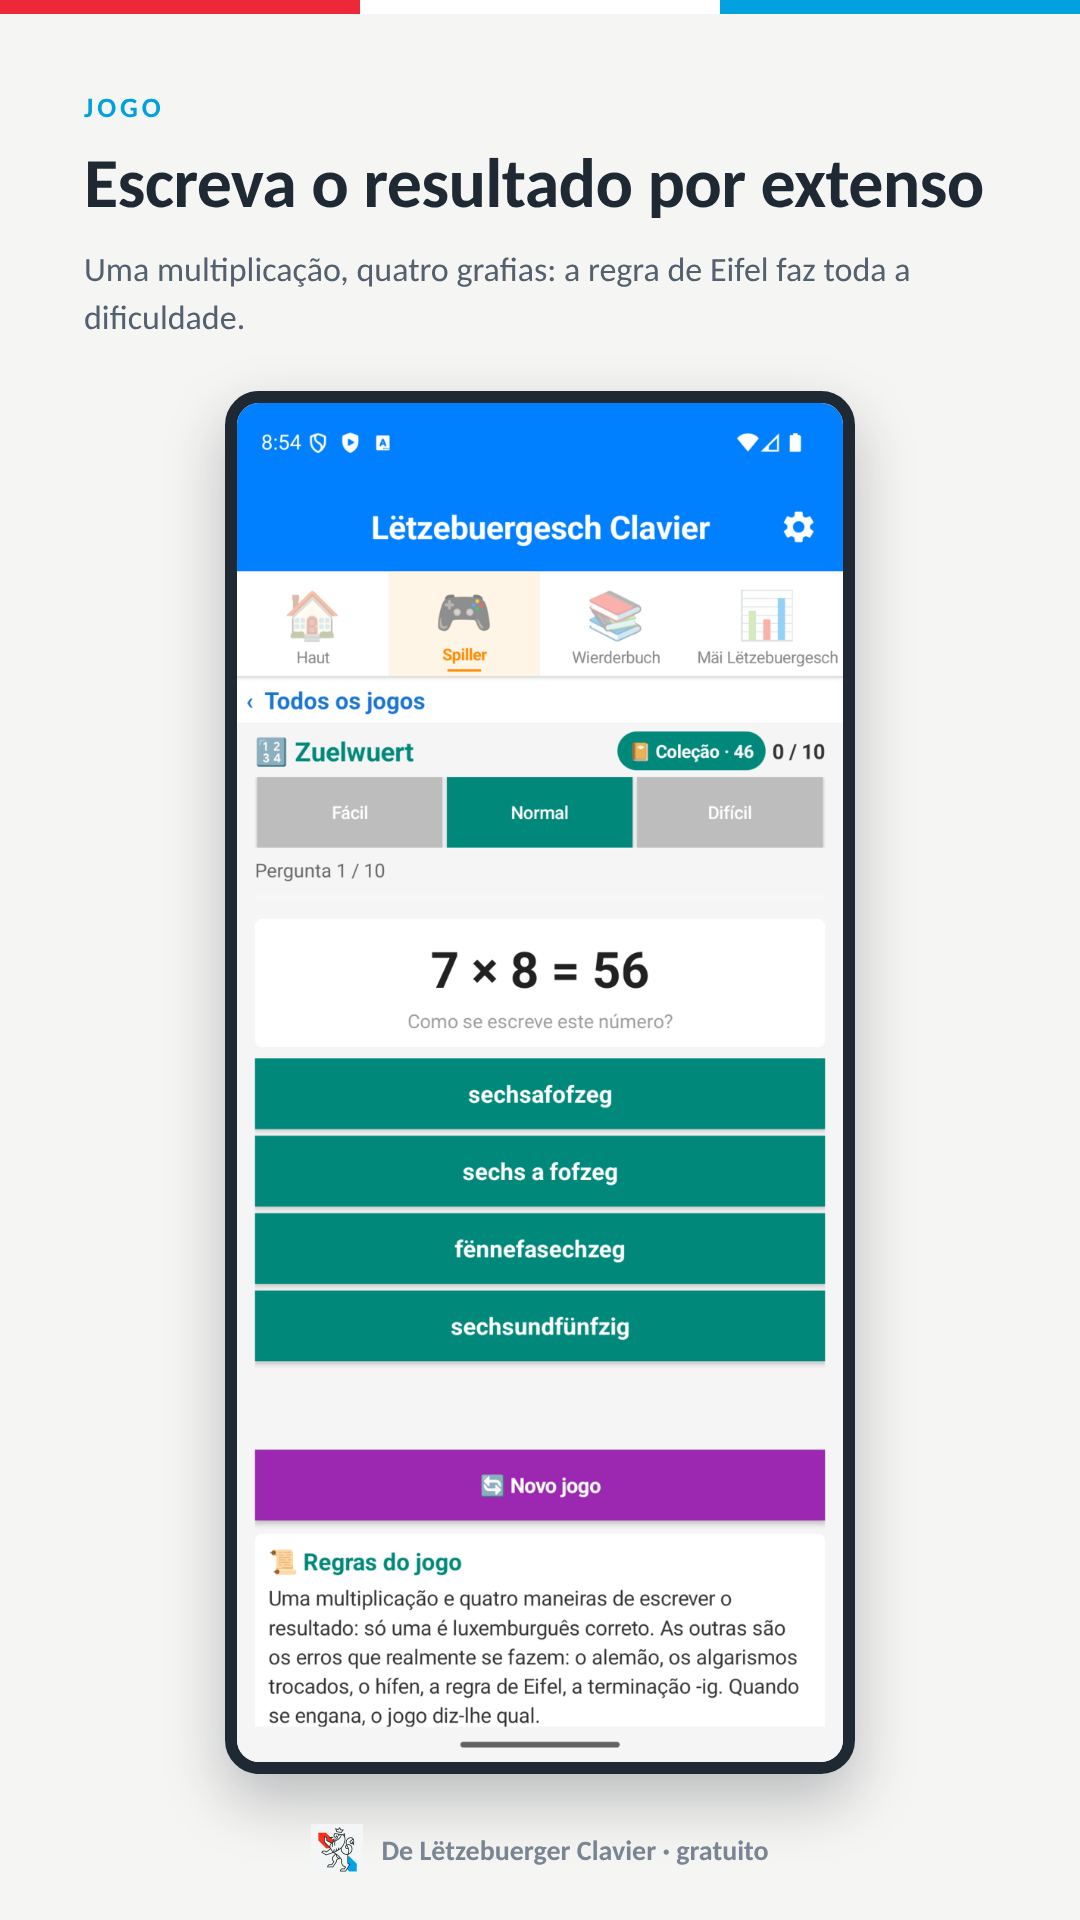 JOGO
Escreva o resultado por extenso
Uma multiplicação, quatro grafias: a regra de Eifel faz toda a
dificuldade.
8:54
Lëtzebuergesch Clavier
Haut
Spiller
Wierderbuch
Mäi Lëtzebuergesch
‹ Todos os jogos
Zuelwuert
Coleção · 46
0 / 10
Fácil
Normal
Difícil
Pergunta 1 / 10
7 × 8 = 56
Como se escreve este número?
sechsafofzeg
sechs a fofzeg
fënnefasechzeg
sechsundfünfzig
Novo jogo
Regras do jogo
Uma multiplicação e quatro maneiras de escrever o
resultado: só uma é luxemburguês correto. As outras são
os erros que realmente se fazem: o alemão, os algarismos
trocados, o hífen, a regra de Eifel, a terminação -ig. Quando
se engana, o jogo diz-lhe qual.
De Lëtzebuerger Clavier · gratuito